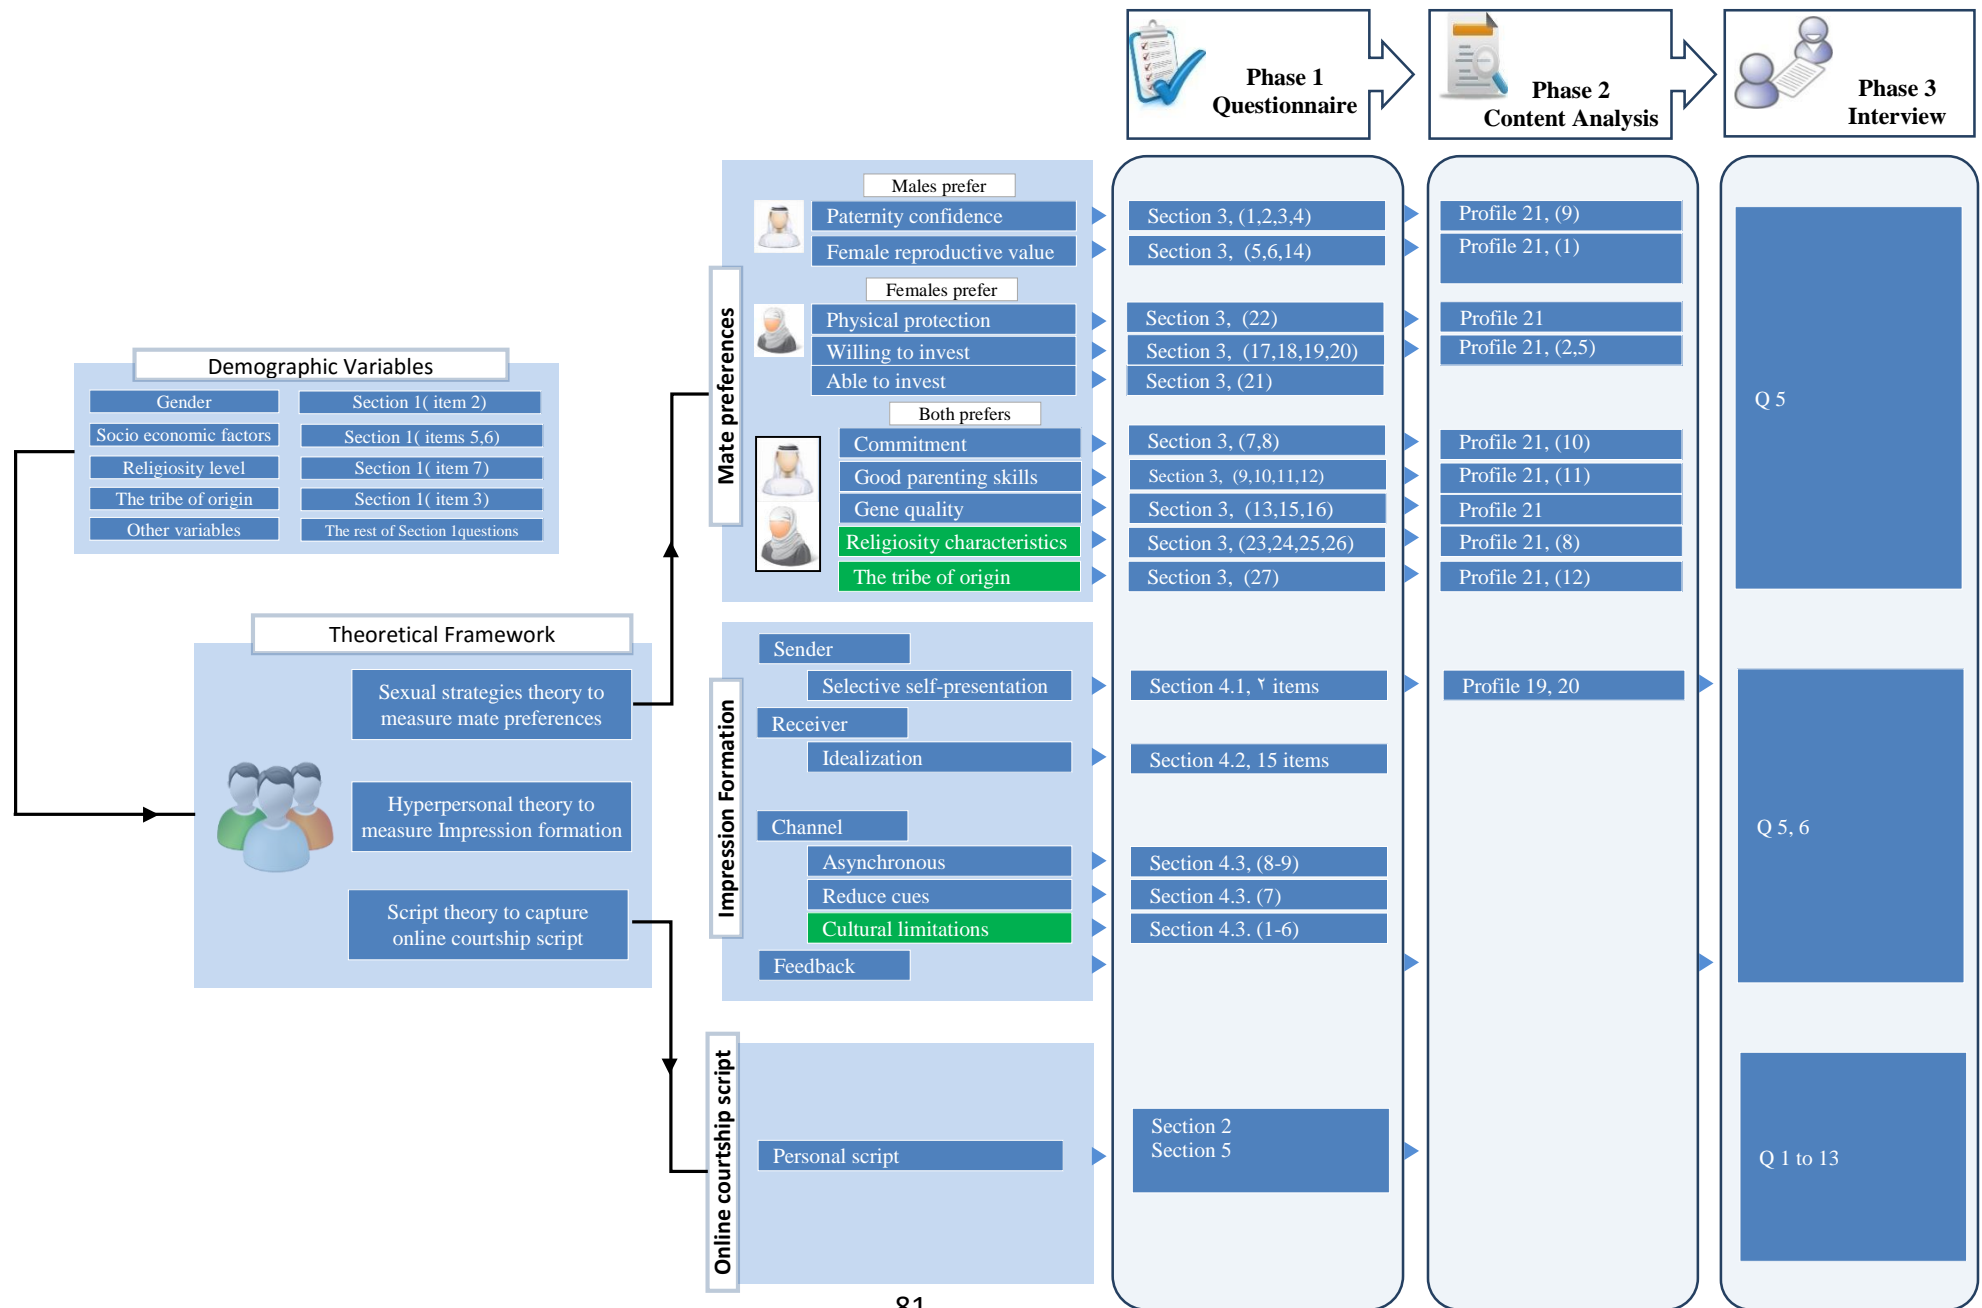 Phase 1
Questionnaire
Phase 2
Content Analysis
Phase 3
Interview
Demographic Variables
Gender
Section 1( item 2)
Socio economic factors
Section 1( items 5,6)
Religiosity level
Section 1( item 7)
The tribe of origin
Section 1( item 3)
Other variables
The rest of Section 1questions
Theoretical Framework
Sexual strategies theory to
measure mate preferences
Hyperpersonal theory to
measure Impression formation
Script theory to capture
online courtship script
Mate preferences
Males prefer
Paternity confidence
Section 3, (1,2,3,4)
Profile 21, (9)
Female reproductive value
Section 3, (5,6,14)
Profile 21, (1)
Females prefer
Physical protection
Section 3, (22)
Profile 21
Willing to invest
Section 3, (17,18,19,20)
Profile 21, (2,5)
Able to invest
Section 3, (21)
Both prefers
Commitment
Section 3, (7,8)
Profile 21, (10)
Good parenting skills
Section 3, (9,10,11,12)
Profile 21, (11)
Gene quality
Section 3, (13,15,16)
Profile 21
Religiosity characteristics
Section 3, (23,24,25,26)
Profile 21, (8)
The tribe of origin
Section 3, (27)
Profile 21, (12)
Q 5
Impression Formation
Sender
Selective self-presentation
Section 4.1, ٢ items
Profile 19, 20
Receiver
Idealization
Section 4.2, 15 items
Channel
Asynchronous
Section 4.3, (8-9)
Reduce cues
Section 4.3. (7)
Cultural limitations
Section 4.3. (1-6)
Feedback
Q 5, 6
Online courtship script
Personal script
Section 2
Section 5
Q 1 to 13
81